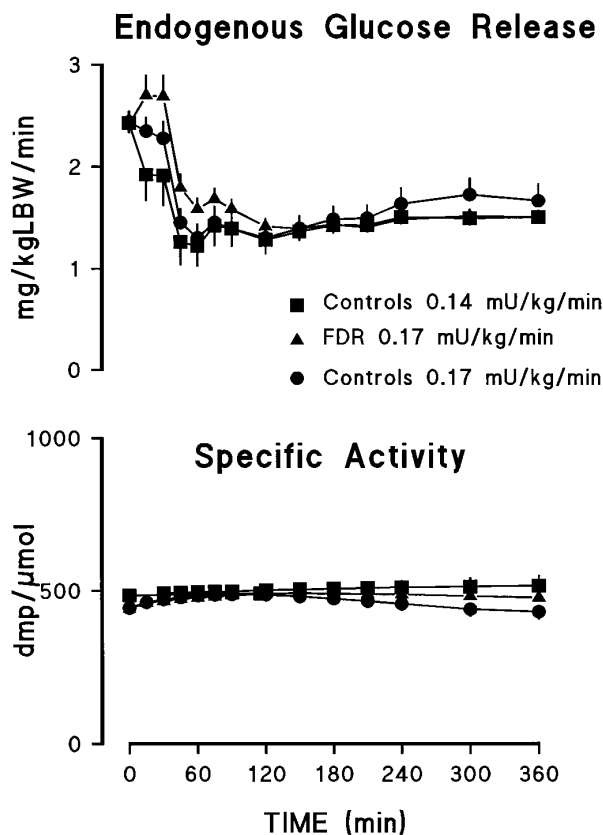 Endogenous Glucose Release
mg/kgLBW/min
3
2
1
0
Controls 0.14 mU/kg/min
FDR 0.17 mU/kg/min
Controls 0.17 mU/kg/min
Specific Activity
dmp/μmol
1000
500
0
0 60 120 180 240 300 360
TIME (min)